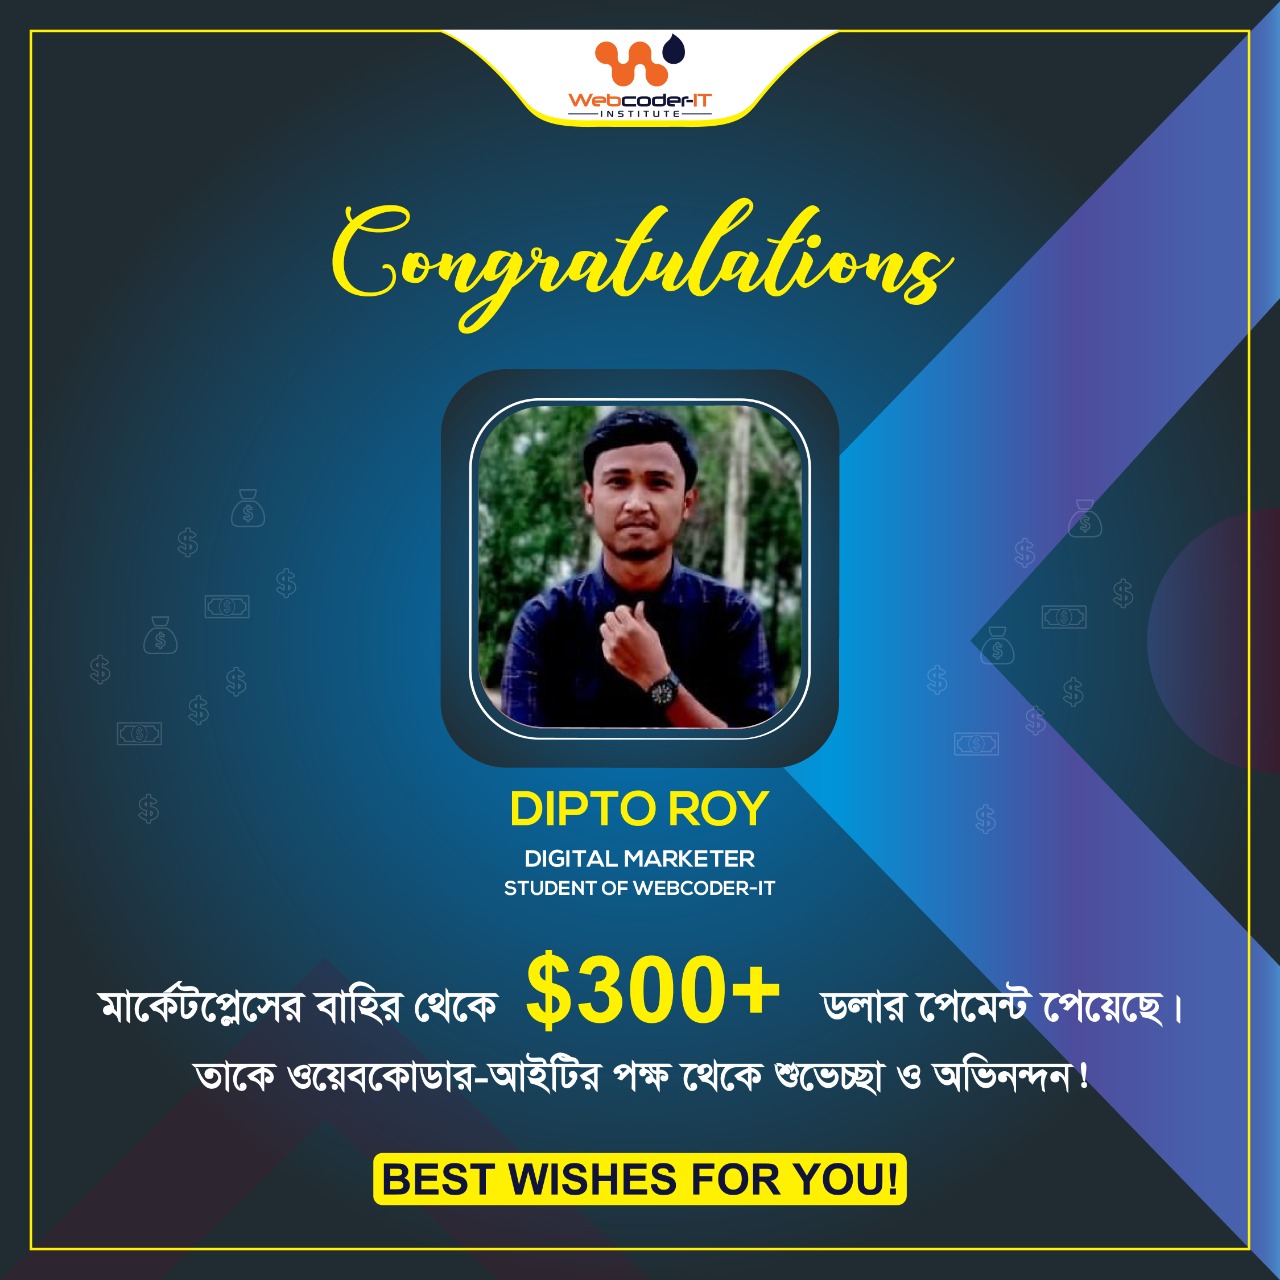 Webcoder-IT
INSTITUTE
Congratulations
DIPTO ROY
DIGITAL MARKETER
STUDENT OF WEBCODER-IT
মার্কেটপ্লেসের বাহির থেকে $300+ ডলার পেমেন্ট পেয়েছে।
তাকে ওয়েবকোডার-আইটির পক্ষ থেকে শুভেচ্ছা ও অভিনন্দন!
BEST WISHES FOR YOU!